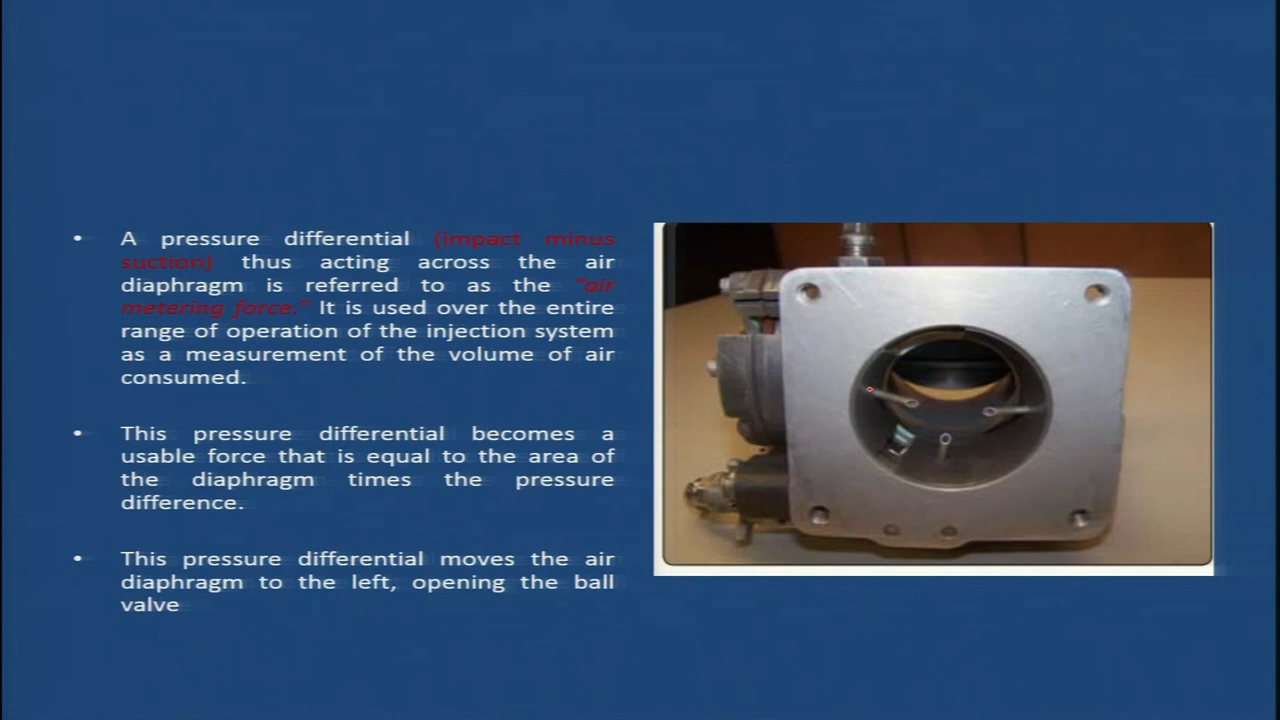 • A pressure differential (impact minus
suction) thus acting across the air
diaphragm is referred to as the "air
metering force." It is used over the entire
range of operation of the injection system
as a measurement of the volume of air
consumed.
• This pressure differential becomes a
usable force that is equal to the area of
the diaphragm times the pressure
difference.
• This pressure differential moves the air
diaphragm to the left, opening the ball
valve